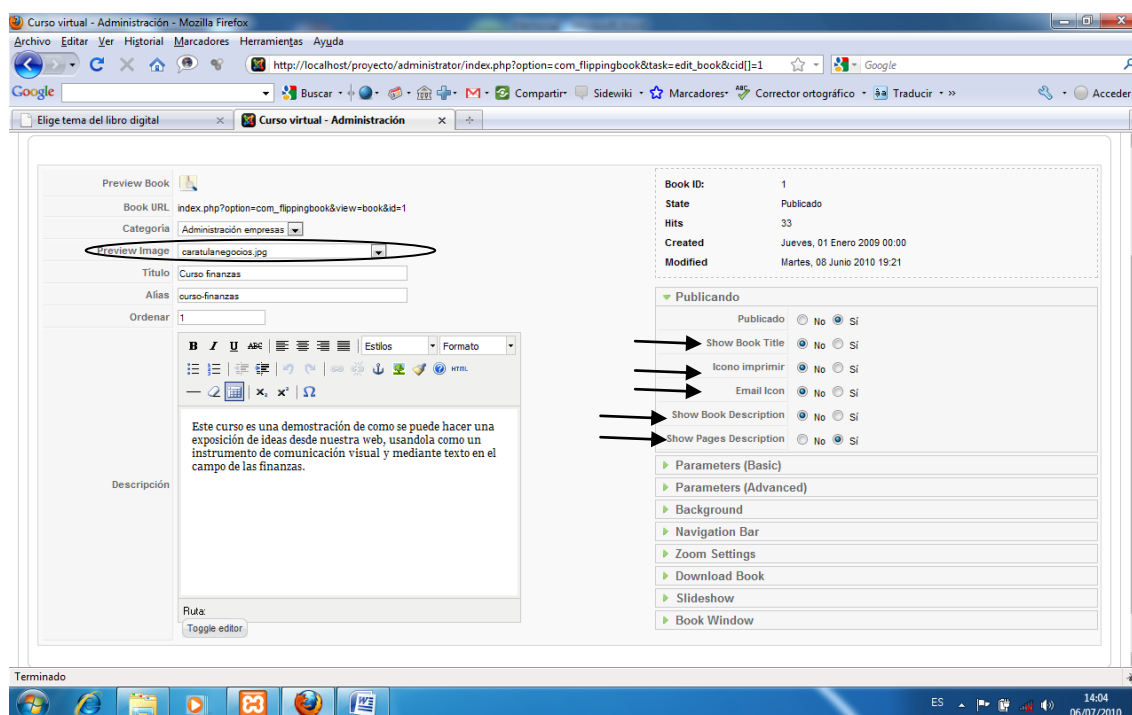 Curso virtual - Administración - Mozilla Firefox
Archivo Editar Ver Historial Marcadores Herramientas Ayuda
http://localhost/proyecto/administrator/index.php?option=com_flippingbook&task=edit_book&cid[]=1 Google
Google Buscar Compartir Sidewiki Marcadores Corrector ortográfico Traducir » Acceder
Elige tema del libro digital Curso virtual - Administración
Preview Book
Book URL index.php?option=com_flippingbook&view=book&id=1
Categoria Administración empresas
Preview Image caratulanegocios.jpg
Titulo Curso finanzas
Alias curso-finanzas
Ordenar 1
B I U ABC Estilos Formato
HTML
Este curso es una demostración de como se puede hacer una
exposición de ideas desde nuestra web, usandola como un
instrumento de comunicación visual y mediante texto en el
campo de las finanzas.
Descripción
Ruta:
Toggle editor
Book ID: 1
State Publicado
Hits 33
Created Jueves, 01 Enero 2009 00:00
Modified Martes, 08 Junio 2010 19:21
Publicando
Publicado No Sí
Show Book Title No Sí
Icono imprimir No Sí
Email Icon No Sí
Show Book Description No Sí
Show Pages Description No Sí
Parameters (Basic)
Parameters (Advanced)
Background
Navigation Bar
Zoom Settings
Download Book
Slideshow
Book Window
Terminado
ES 14:04
06/07/2010